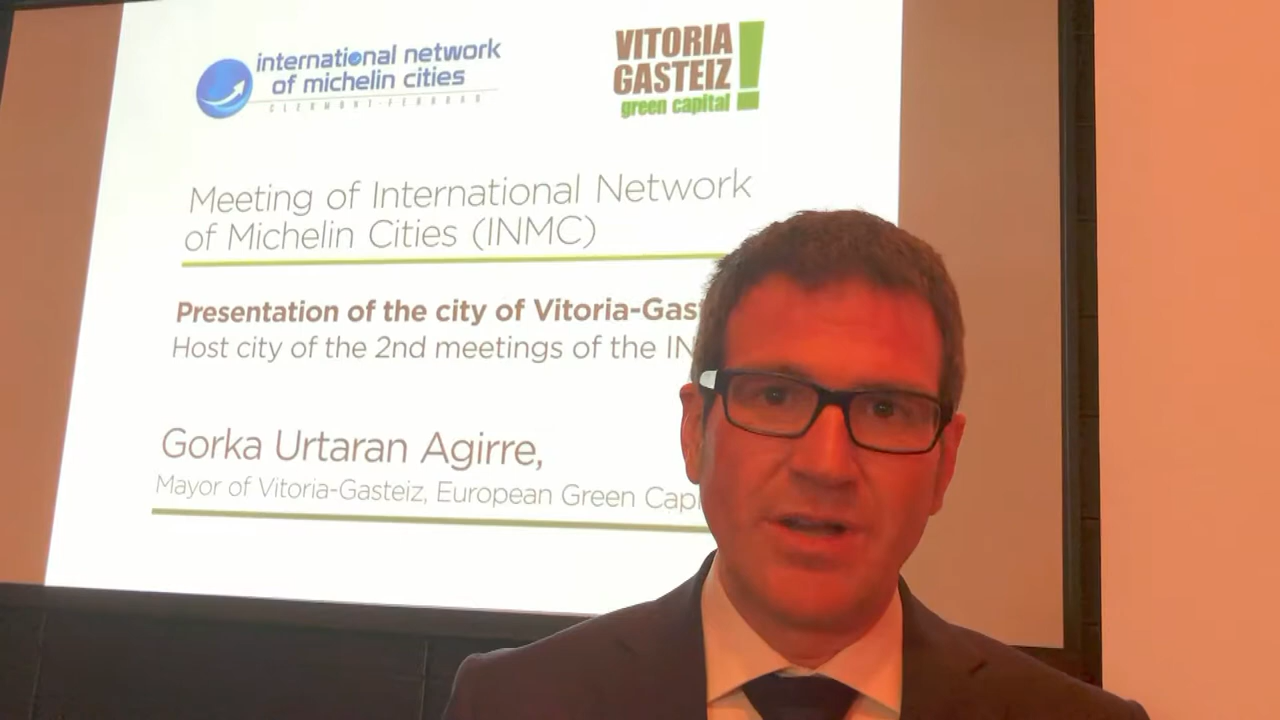 international network
of michelin cities
CLERMONT-FERRAND
VITORIA
GASTEIZ!
green capital
Meeting of International Network
of Michelin Cities (INMC)
Presentation of the city of Vitoria-Gas
Host city of the 2nd meetings of the IN
Gorka Urtaran Agirre,
Mayor of Vitoria-Gasteiz, European Green Cap